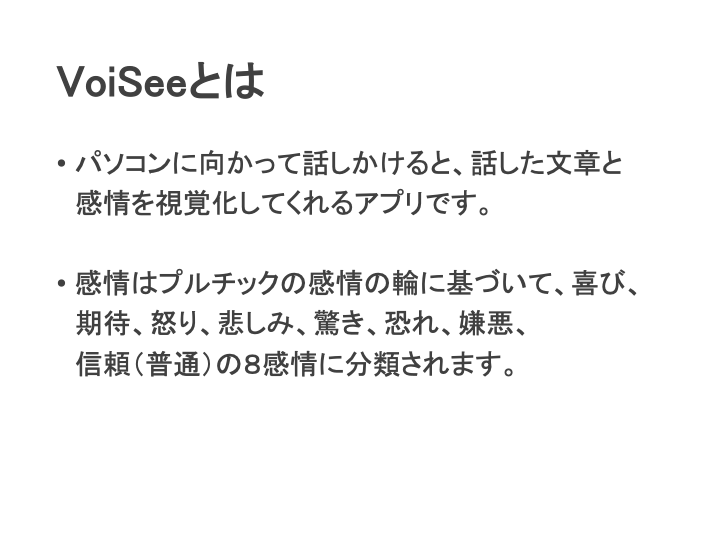 VoiSeeとは
• パソコンに向かって話しかけると、話した文章と
感情を視覚化してくれるアプリです。
• 感情はプルチックの感情の輪に基づいて、喜び、
期待、怒り、悲しみ、驚き、恐れ、嫌悪、
信頼（普通）の８感情に分類されます。